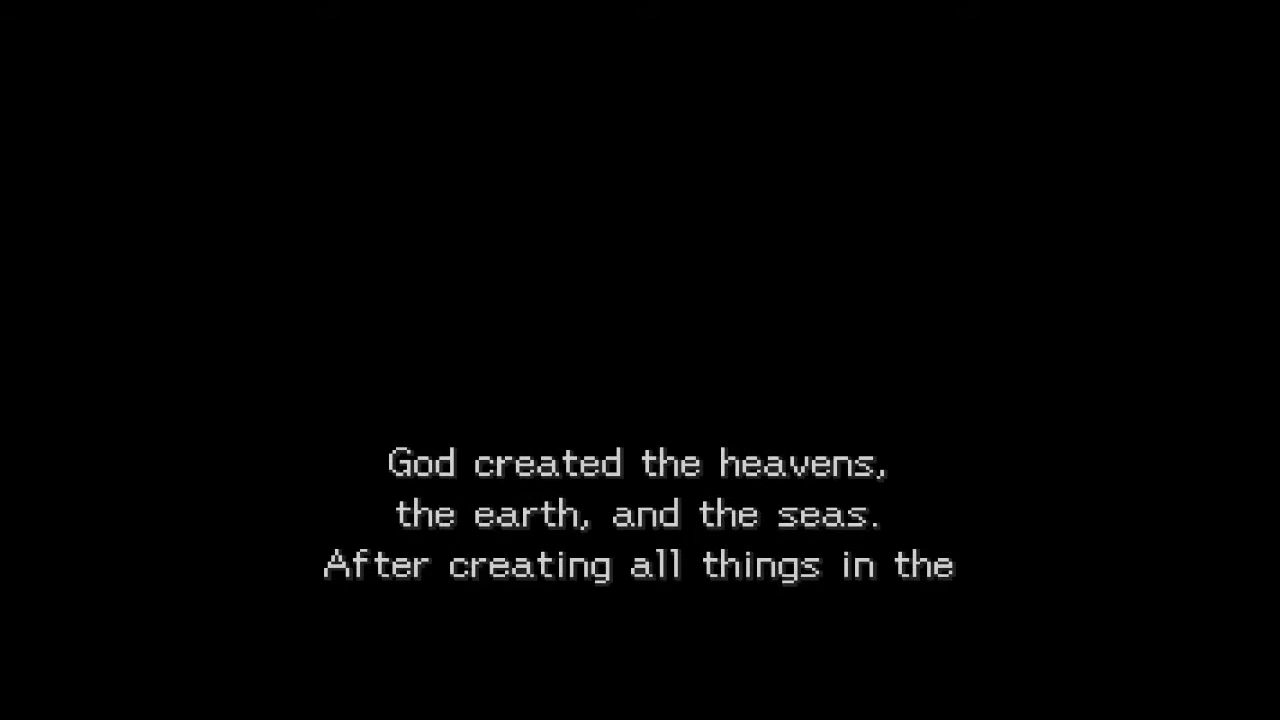 God created the heavens,
the earth, and the seas.
After creating all things in the